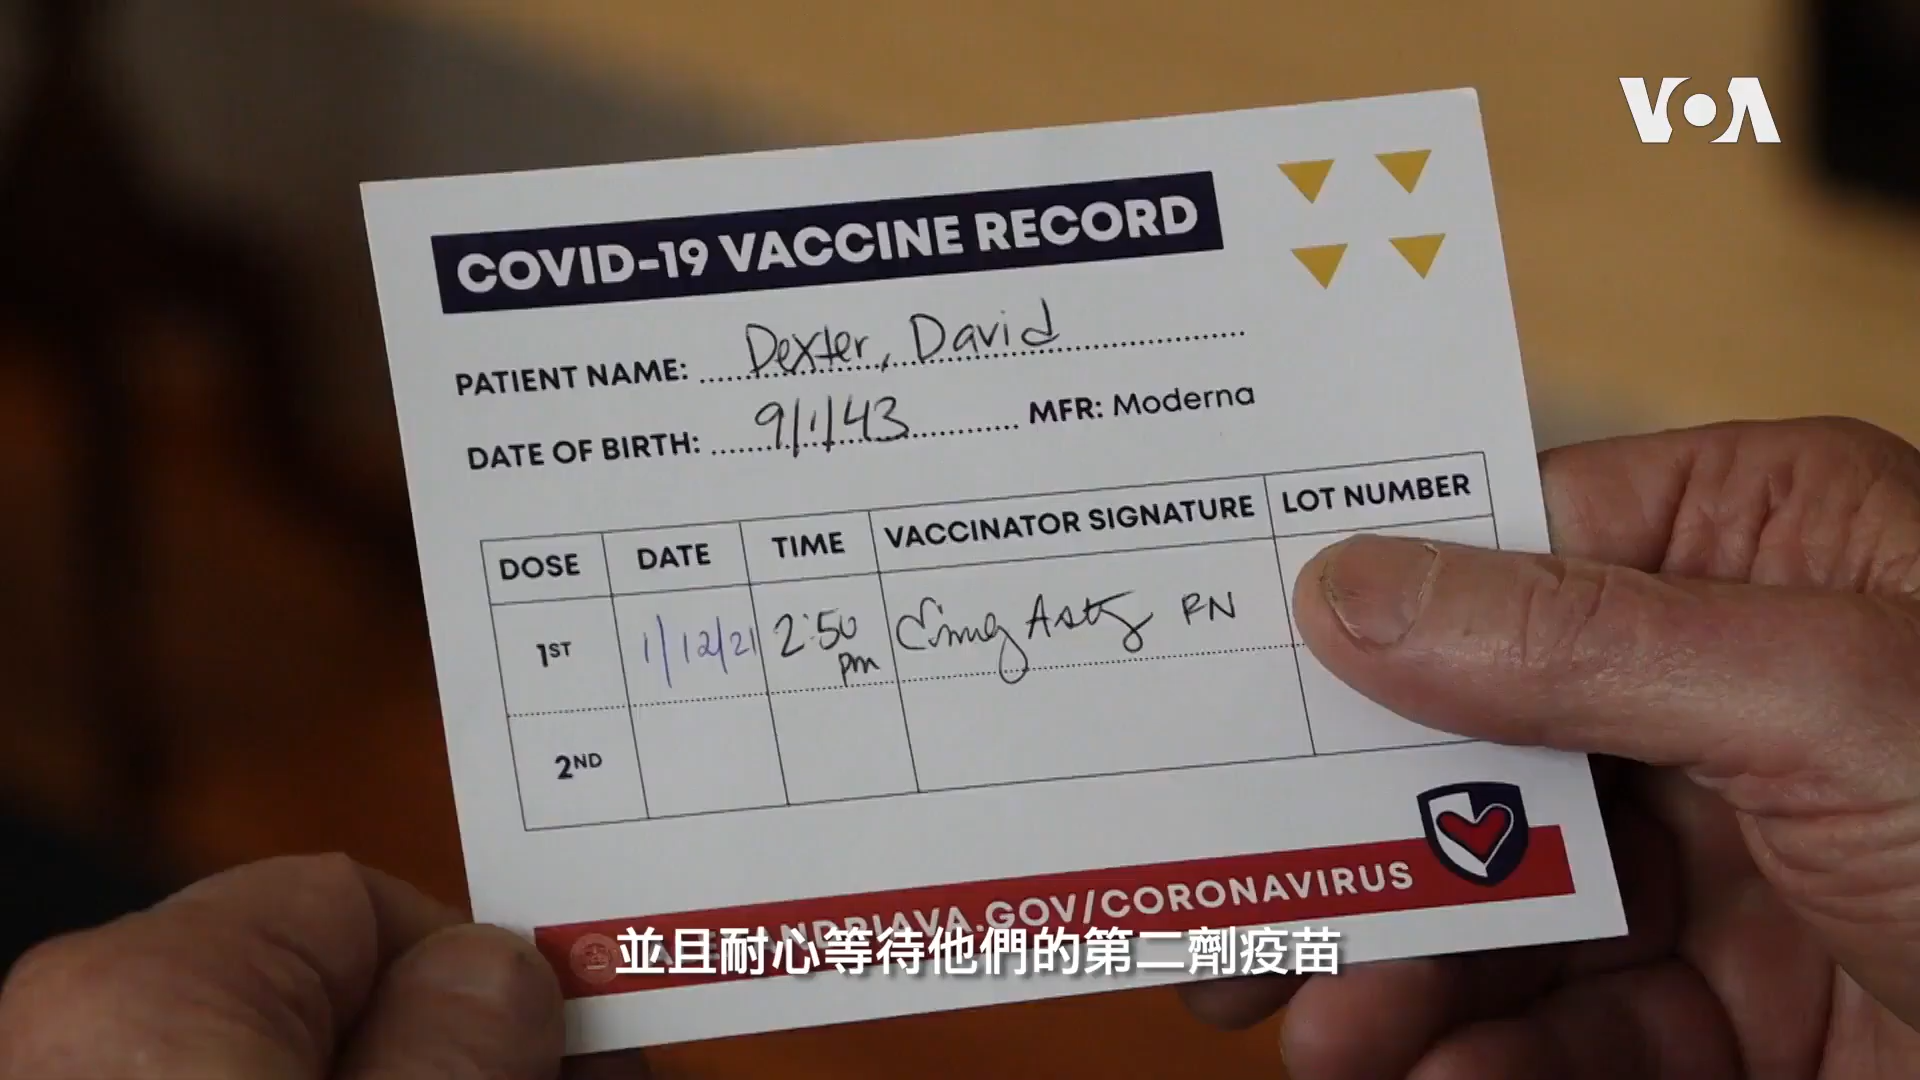 VOA
COVID-19 VACCINE RECORD
PATIENT NAME: Dexter, David
DATE OF BIRTH: 9/1/43 MFR: Moderna
DOSE DATE TIME VACCINATOR SIGNATURE LOT NUMBER
1ST 1/12/21 2:50 pm RN
2ND
ALEXANDRIAVA.GOV/CORONAVIRUS
並且耐心等待他們的第二劑疫苗